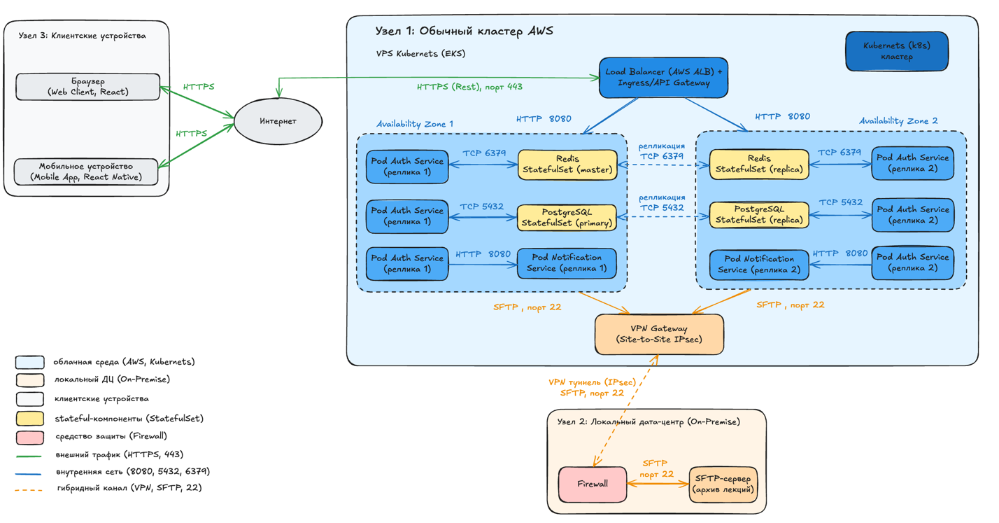 Узел 3: Клиентские устройства
Браузер
(Web Client, React)
HTTPS
HTTPS
Мобильное устройство
(Mobile App, React Native)
Интернет
Узел 1: Обычный кластер AWS
VPS Kubernets (EKS)
Kubernets (k8s)
кластер
Load Balancer (AWS ALB) +
Ingress/API Gateway
HTTPS (Rest), порт 443
HTTP 8080
HTTP 8080
Availability Zone 1
Availability Zone 2
Pod Auth Service
(реплика 1)
TCP 6379
Redis
StatefulSet (master)
репликация
TCP 6379
Redis
StatefulSet (replica)
TCP 6379
Pod Auth Service
(реплика 2)
Pod Auth Service
(реплика 1)
TCP 5432
PostgreSQL
StatefulSet (primary)
репликация
TCP 5432
PostgreSQL
StatefulSet (replica)
TCP 5432
Pod Auth Service
(реплика 2)
Pod Auth Service
(реплика 1)
HTTP 8080
Pod Notification
Service (реплика 1)
Pod Notification
Service (реплика 2)
HTTP 8080
Pod Auth Service
(реплика 2)
SFTP , порт 22
SFTP , порт 22
VPN Gateway
(Site-to-Site IPsec)
VPN туннель (IPsec)
SFTP, порт 22
Узел 2: Локальный дата-центр (On-Premise)
Firewall
SFTP
порт 22
SFTP-сервер
(архив лекций)
облачная среда (AWS, Kubernets)
локальный ДЦ (On-Premise)
клиентские устройства
stateful-компоненты (StatefulSet)
средство защиты (Firewall)
внешний трафик (HTTPS, 443)
внутренняя сеть (8080, 5432, 6379)
гибридный канал (VPN, SFTP, 22)